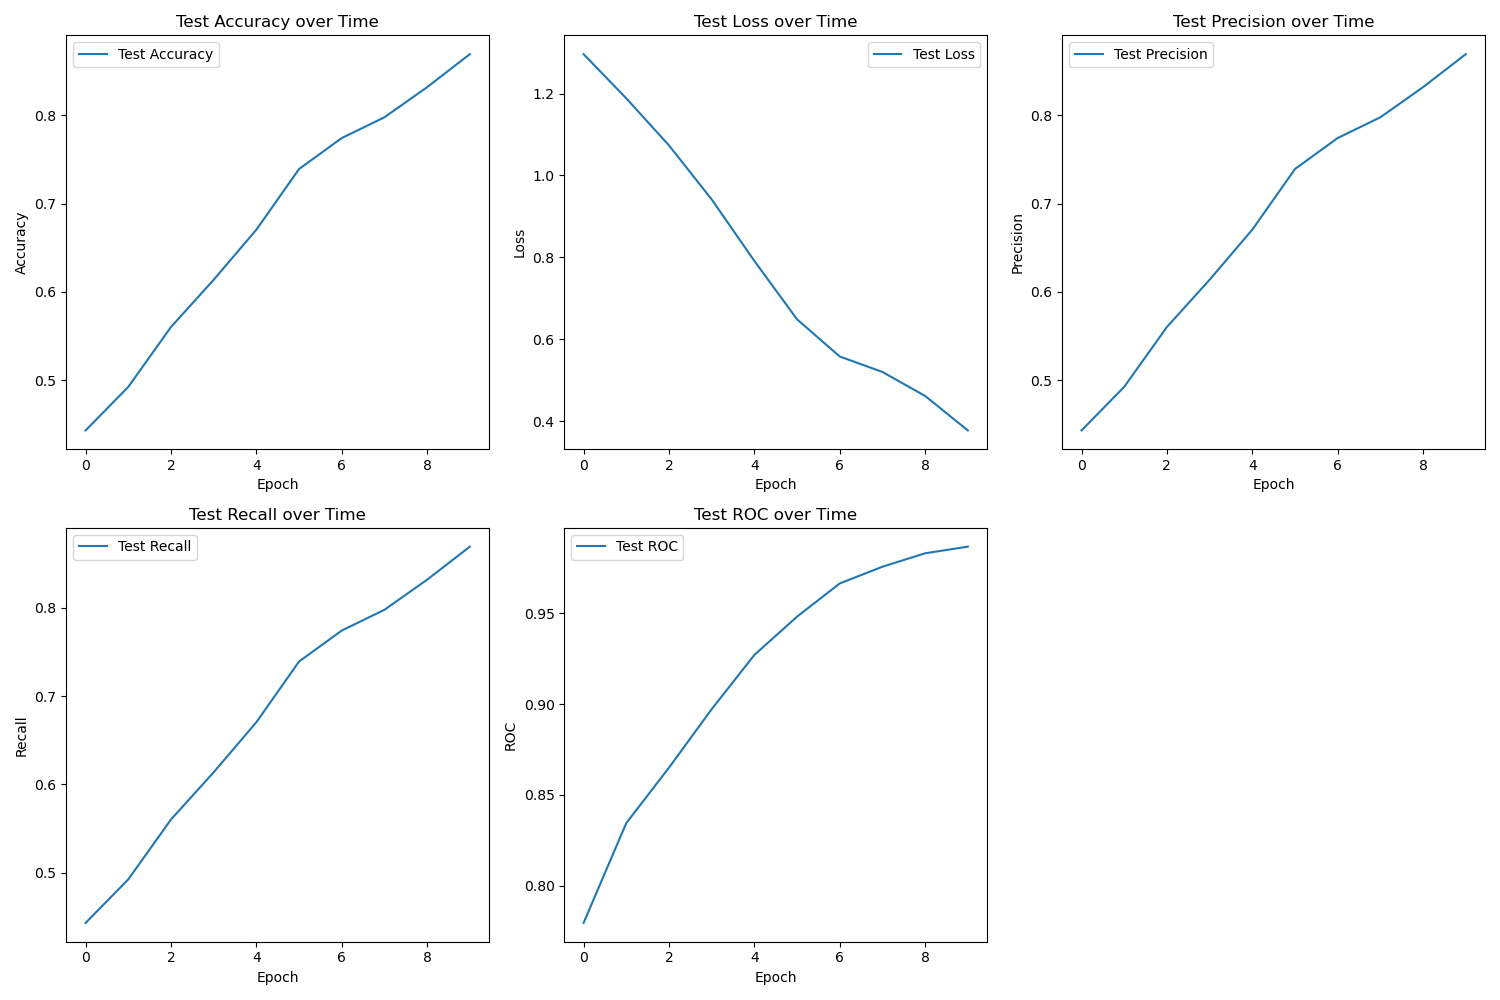 Test Accuracy over Time
Test Accuracy
0.8
0.7
0.6
0.5
Accuracy
0 2 4 6 8
Epoch
Test Loss over Time
Test Loss
1.2
1.0
0.8
0.6
0.4
Loss
0 2 4 6 8
Epoch
Test Precision over Time
Test Precision
0.8
0.7
0.6
0.5
Precision
0 2 4 6 8
Epoch
Test Recall over Time
Test Recall
0.8
0.7
0.6
0.5
Recall
0 2 4 6 8
Epoch
Test ROC over Time
Test ROC
0.95
0.90
0.85
0.80
ROC
0 2 4 6 8
Epoch